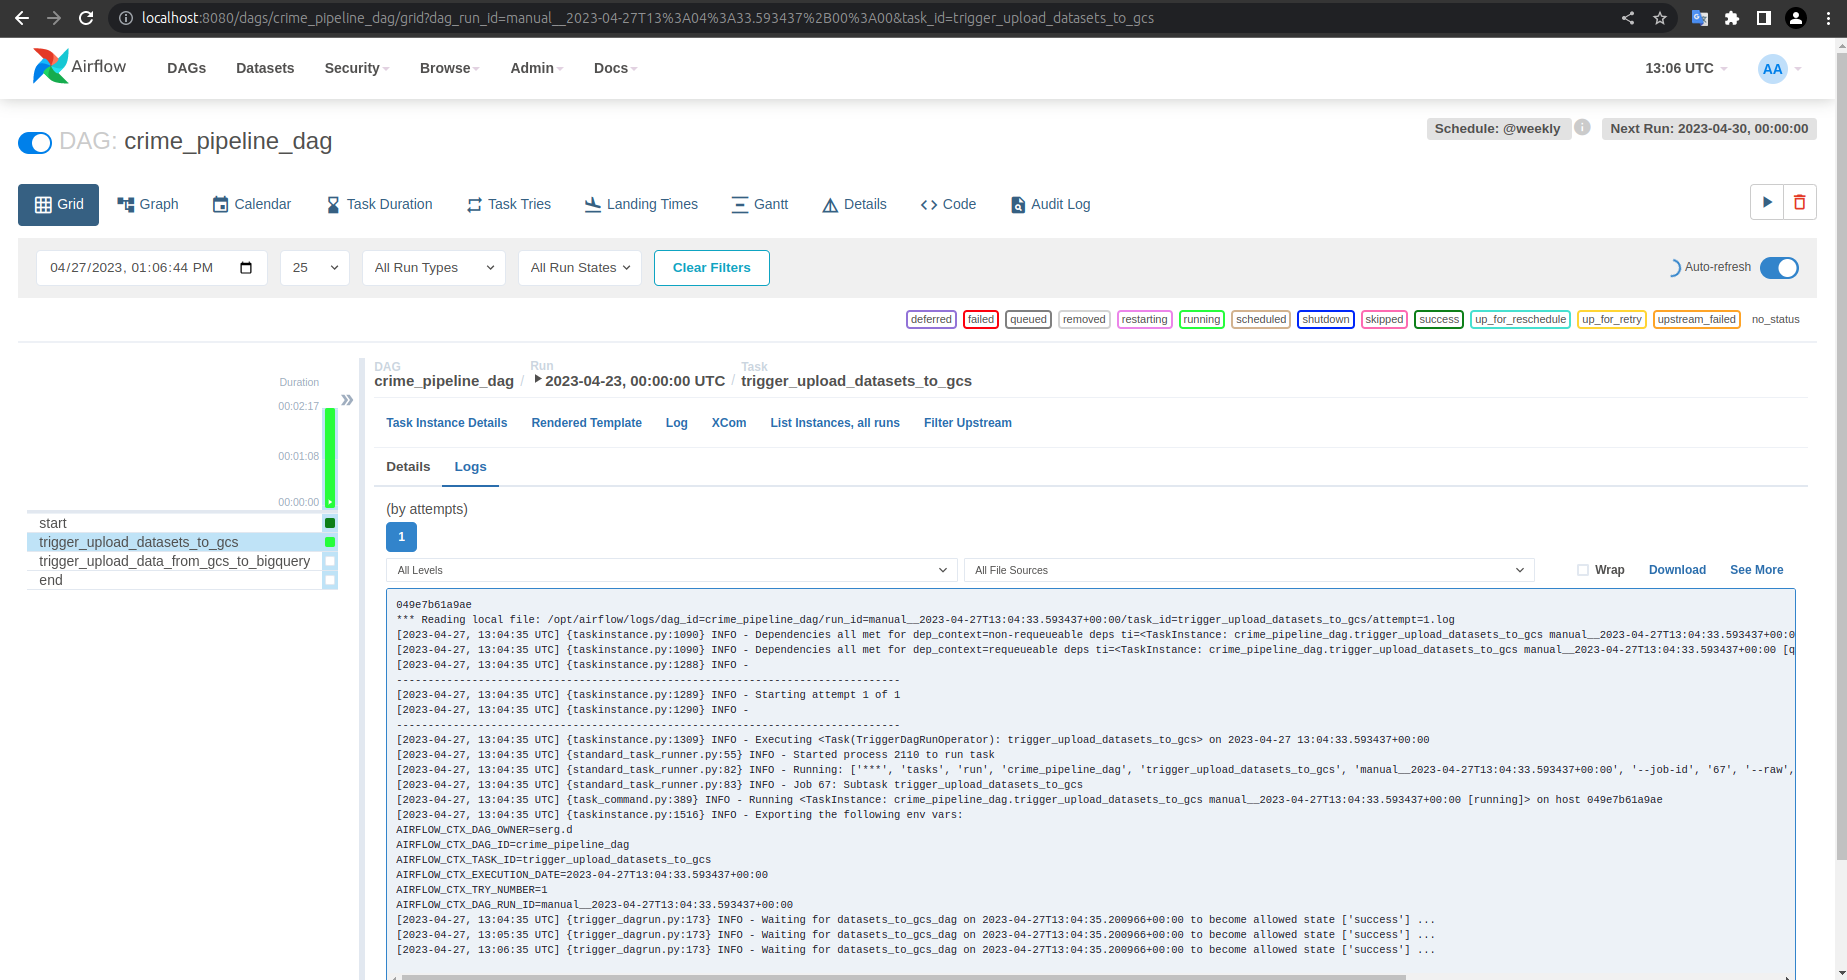 localhost:8080/dags/crime_pipeline_dag/grid?dag_run_id=manual__2023-04-27T13%3A04%3A33.593437%2B00%3A00&task_id=trigger_upload_datasets_to_gcs
Airflow DAGs Datasets Security Browse Admin Docs 13:06 UTC AA
DAG: crime_pipeline_dag
Schedule: @weekly Next Run: 2023-04-30, 00:00:00
Grid Graph Calendar Task Duration Task Tries Landing Times Gantt Details Code Audit Log
04/27/2023, 01:06:44 PM 25 All Run Types All Run States Clear Filters Auto-refresh
deferred failed queued removed restarting running scheduled shutdown skipped success up_for_reschedule up_for_retry upstream_failed no_status
Duration
00:02:17
00:01:08
00:00:00
start
trigger_upload_datasets_to_gcs
trigger_upload_data_from_gcs_to_bigquery
end
DAG Run Task
crime_pipeline_dag / 2023-04-23, 00:00:00 UTC / trigger_upload_datasets_to_gcs
Task Instance Details Rendered Template Log XCom List Instances, all runs Filter Upstream
Details Logs
(by attempts)
1
All Levels All File Sources Wrap Download See More
049e7b61a9ae
*** Reading local file: /opt/airflow/logs/dag_id=crime_pipeline_dag/run_id=manual__2023-04-27T13:04:33.593437+00:00/task_id=trigger_upload_datasets_to_gcs/attempt=1.log
[2023-04-27, 13:04:35 UTC] {taskinstance.py:1090} INFO - Dependencies all met for dep_context=non-requeueable deps ti=<TaskInstance: crime_pipeline_dag.trigger_upload_datasets_to_gcs manual__2023-04-27T13:04:33.593437+00:0
[2023-04-27, 13:04:35 UTC] {taskinstance.py:1090} INFO - Dependencies all met for dep_context=requeueable deps ti=<TaskInstance: crime_pipeline_dag.trigger_upload_datasets_to_gcs manual__2023-04-27T13:04:33.593437+00:00 [q
[2023-04-27, 13:04:35 UTC] {taskinstance.py:1288} INFO -
--------------------------------------------------------------------------------
[2023-04-27, 13:04:35 UTC] {taskinstance.py:1289} INFO - Starting attempt 1 of 1
[2023-04-27, 13:04:35 UTC] {taskinstance.py:1290} INFO -
--------------------------------------------------------------------------------
[2023-04-27, 13:04:35 UTC] {taskinstance.py:1309} INFO - Executing <Task(TriggerDagRunOperator): trigger_upload_datasets_to_gcs> on 2023-04-27 13:04:33.593437+00:00
[2023-04-27, 13:04:35 UTC] {standard_task_runner.py:55} INFO - Started process 2110 to run task
[2023-04-27, 13:04:35 UTC] {standard_task_runner.py:82} INFO - Running: ['***', 'tasks', 'run', 'crime_pipeline_dag', 'trigger_upload_datasets_to_gcs', 'manual__2023-04-27T13:04:33.593437+00:00', '--job-id', '67', '--raw',
[2023-04-27, 13:04:35 UTC] {standard_task_runner.py:83} INFO - Job 67: Subtask trigger_upload_datasets_to_gcs
[2023-04-27, 13:04:35 UTC] {task_command.py:389} INFO - Running <TaskInstance: crime_pipeline_dag.trigger_upload_datasets_to_gcs manual__2023-04-27T13:04:33.593437+00:00 [running]> on host 049e7b61a9ae
[2023-04-27, 13:04:35 UTC] {taskinstance.py:1516} INFO - Exporting the following env vars:
AIRFLOW_CTX_DAG_OWNER=serg.d
AIRFLOW_CTX_DAG_ID=crime_pipeline_dag
AIRFLOW_CTX_TASK_ID=trigger_upload_datasets_to_gcs
AIRFLOW_CTX_EXECUTION_DATE=2023-04-27T13:04:33.593437+00:00
AIRFLOW_CTX_TRY_NUMBER=1
AIRFLOW_CTX_DAG_RUN_ID=manual__2023-04-27T13:04:33.593437+00:00
[2023-04-27, 13:04:35 UTC] {trigger_dagrun.py:173} INFO - Waiting for datasets_to_gcs_dag on 2023-04-27T13:04:35.200966+00:00 to become allowed state ['success'] ...
[2023-04-27, 13:05:35 UTC] {trigger_dagrun.py:173} INFO - Waiting for datasets_to_gcs_dag on 2023-04-27T13:04:35.200966+00:00 to become allowed state ['success'] ...
[2023-04-27, 13:06:35 UTC] {trigger_dagrun.py:173} INFO - Waiting for datasets_to_gcs_dag on 2023-04-27T13:04:35.200966+00:00 to become allowed state ['success'] ...